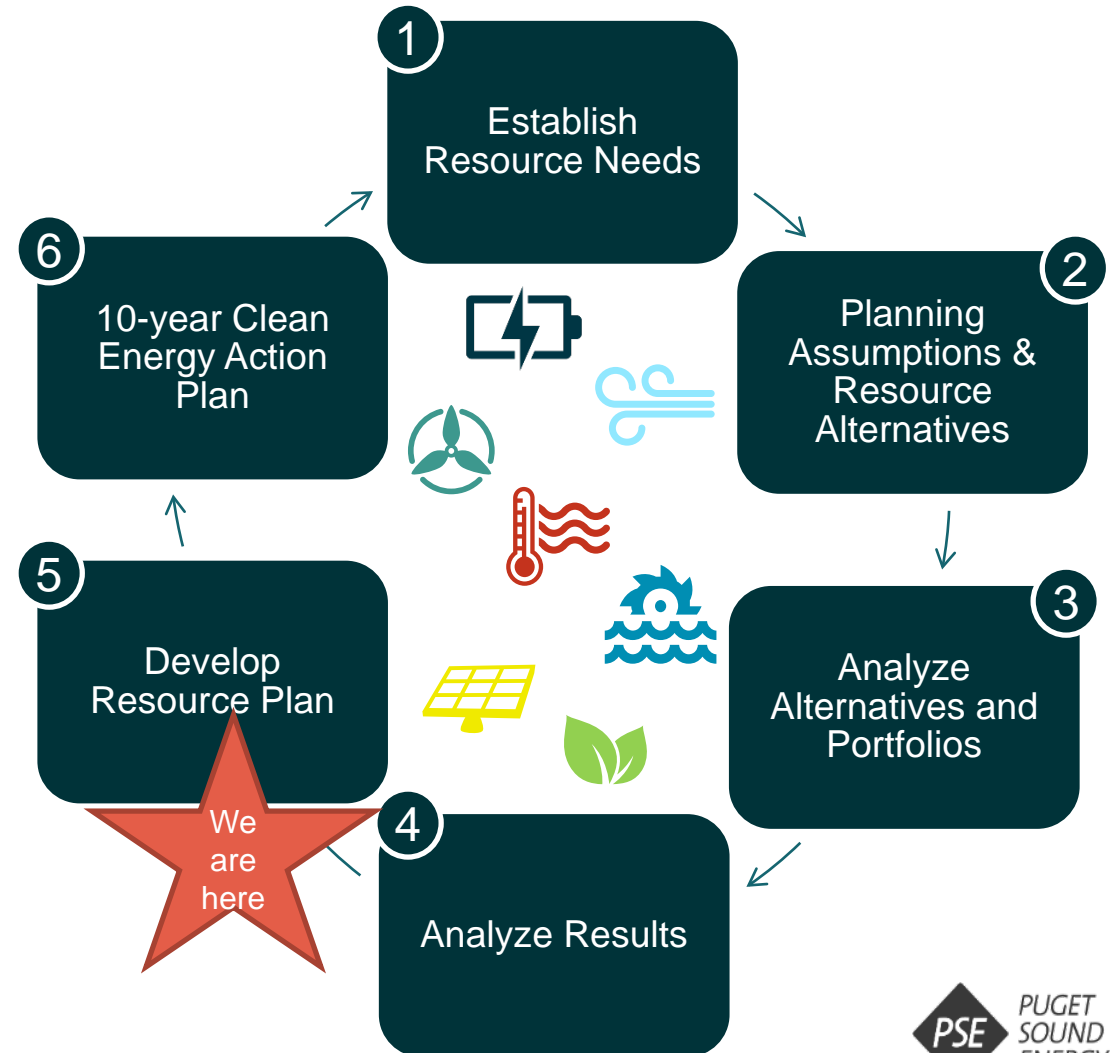 1
Establish
Resource Needs
2
Planning
Assumptions &
Resource
Alternatives
3
Analyze
Alternatives and
Portfolios
4
Analyze Results
5
Develop
Resource Plan
We
are
here
6
10-year Clean
Energy Action
Plan
PSE
PUGET
SOUND
ENERGY